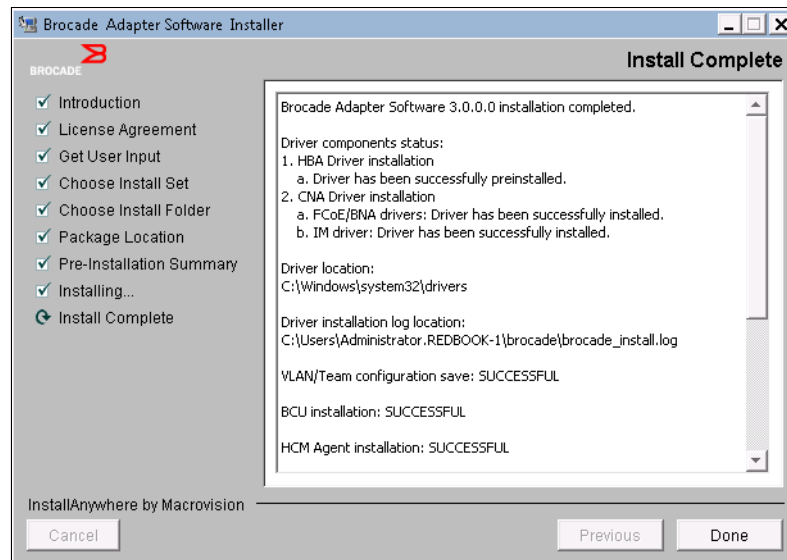 Brocade Adapter Software Installer
BROCADE
Install Complete
Introduction
License Agreement
Get User Input
Choose Install Set
Choose Install Folder
Package Location
Pre-Installation Summary
Installing...
Install Complete
Brocade Adapter Software 3.0.0.0 installation completed.
Driver components status:
1. HBA Driver installation
a. Driver has been successfully preinstalled.
2. CNA Driver installation
a. FCoE/BNA drivers: Driver has been successfully installed.
b. IM driver: Driver has been successfully installed.
Driver location:
C:\Windows\system32\drivers
Driver installation log location:
C:\Users\Administrator.REDBOOK-1\brocade\brocade_install.log
VLAN/Team configuration save: SUCCESSFUL
BCU installation: SUCCESSFUL
HCM Agent installation: SUCCESSFUL
InstallAnywhere by Macrovision
Cancel
Previous
Done